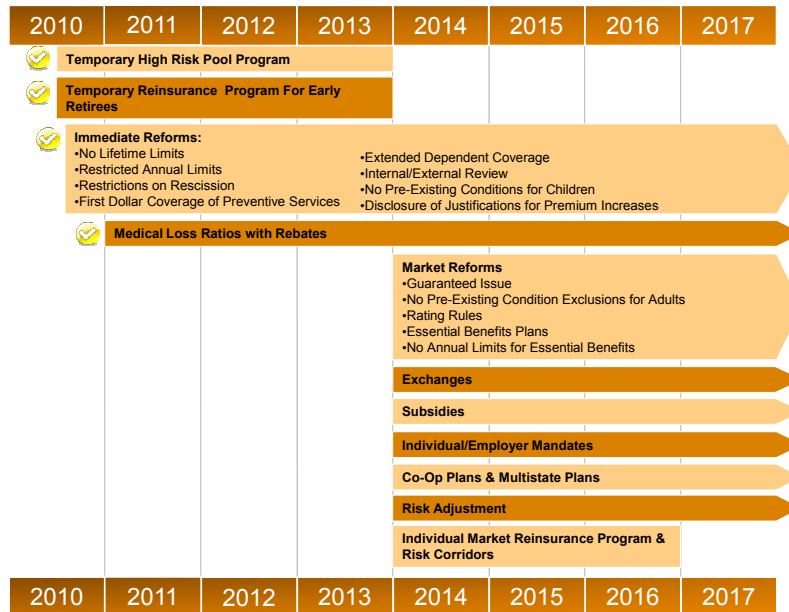 2010 2011 2012 2013 2014 2015 2016 2017
Temporary High Risk Pool Program
Temporary Reinsurance Program For Early
Retirees
Immediate Reforms:
•No Lifetime Limits
•Restricted Annual Limits
•Restrictions on Rescission
•First Dollar Coverage of Preventive Services
•Extended Dependent Coverage
•Internal/External Review
•No Pre-Existing Conditions for Children
•Disclosure of Justifications for Premium Increases
Medical Loss Ratios with Rebates
Market Reforms
•Guaranteed Issue
•No Pre-Existing Condition Exclusions for Adults
•Rating Rules
•Essential Benefits Plans
•No Annual Limits for Essential Benefits
Exchanges
Subsidies
Individual/Employer Mandates
Co-Op Plans & Multistate Plans
Risk Adjustment
Individual Market Reinsurance Program &
Risk Corridors
2010 2011 2012 2013 2014 2015 2016 2017